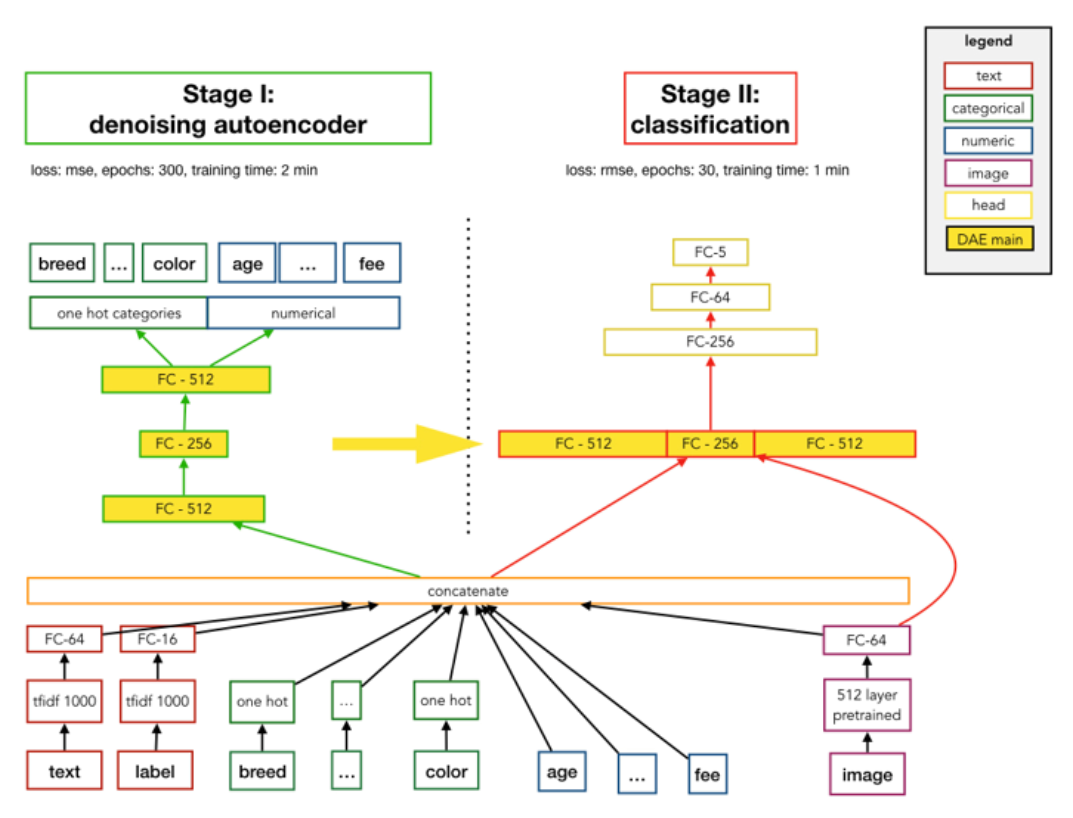 legend
text
categorical
numeric
image
head
DAE main
Stage I:
denoising autoencoder
loss: mse, epochs: 300, training time: 2 min
Stage II:
classification
loss: rmse, epochs: 30, training time: 1 min
breed
...
color
age
...
fee
one hot categories
numerical
FC - 512
FC - 256
FC - 512
FC-5
FC-64
FC-256
FC - 512
FC - 256
FC - 512
concatenate
FC-64
FC-16
FC-64
tfidf 1000
tfidf 1000
one hot
...
one hot
512 layer
pretrained
text
label
breed
...
color
age
...
fee
image